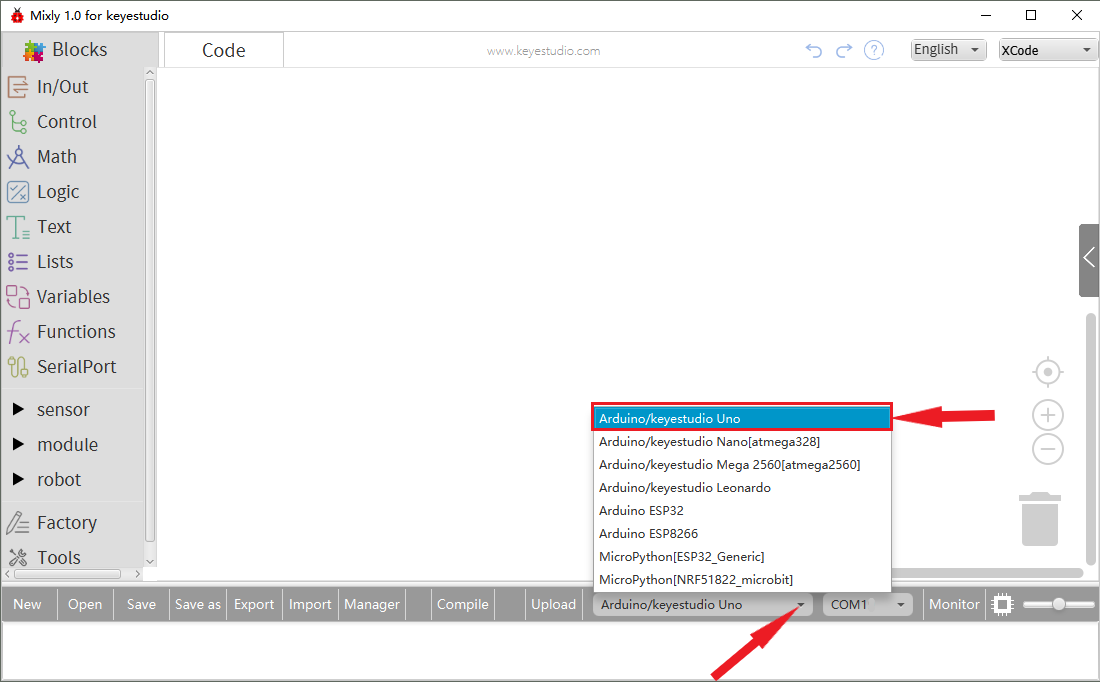 Mixly 1.0 for keyestudio
Blocks
Code
www.keyestudio.com
?
English
XCode
In/Out
Control
Math
Logic
Text
Lists
Variables
Functions
SerialPort
sensor
module
robot
Factory
Tools
Arduino/keyestudio Uno
Arduino/keyestudio Nano[atmega328]
Arduino/keyestudio Mega 2560[atmega2560]
Arduino/keyestudio Leonardo
Arduino ESP32
Arduino ESP8266
MicroPython[ESP32_Generic]
MicroPython[NRF51822_microbit]
New Open Save Save as Export Import Manager Compile Upload Arduino/keyestudio Uno COM1 Monitor